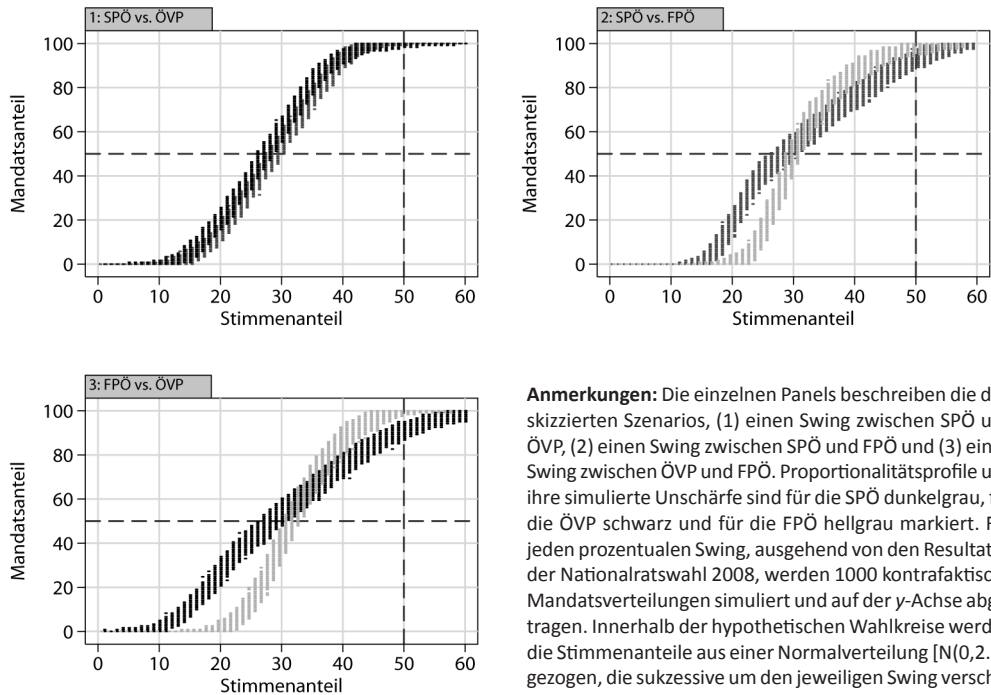 1: SPÖ vs. ÖVP
100
80
60
40
20
0
Mandatsanteil
0 10 20 30 40 50 60
Stimmenanteil
2: SPÖ vs. FPÖ
100
80
60
40
20
0
Mandatsanteil
0 10 20 30 40 50 60
Stimmenanteil
3: FPÖ vs. ÖVP
100
80
60
40
20
0
Mandatsanteil
0 10 20 30 40 50 60
Stimmenanteil
Anmerkungen: Die einzelnen Panels beschreiben die d
skizzierten Szenarios, (1) einen Swing zwischen SPÖ u
ÖVP, (2) einen Swing zwischen SPÖ und FPÖ und (3) ein
Swing zwischen ÖVP und FPÖ. Proportionalitätsprofile u
ihre simulierte Unschärfe sind für die SPÖ dunkelgrau, f
die ÖVP schwarz und für die FPÖ hellgrau markiert. F
jeden prozentualen Swing, ausgehend von den Resultat
der Nationalratswahl 2008, werden 1000 kontrafaktisc
Mandatsverteilungen simuliert und auf der y-Achse abg
tragen. Innerhalb der hypothetischen Wahlkreise werd
die Stimmenanteile aus einer Normalverteilung [N(0,2.
gezogen, die sukzessive um den jeweiligen Swing versch